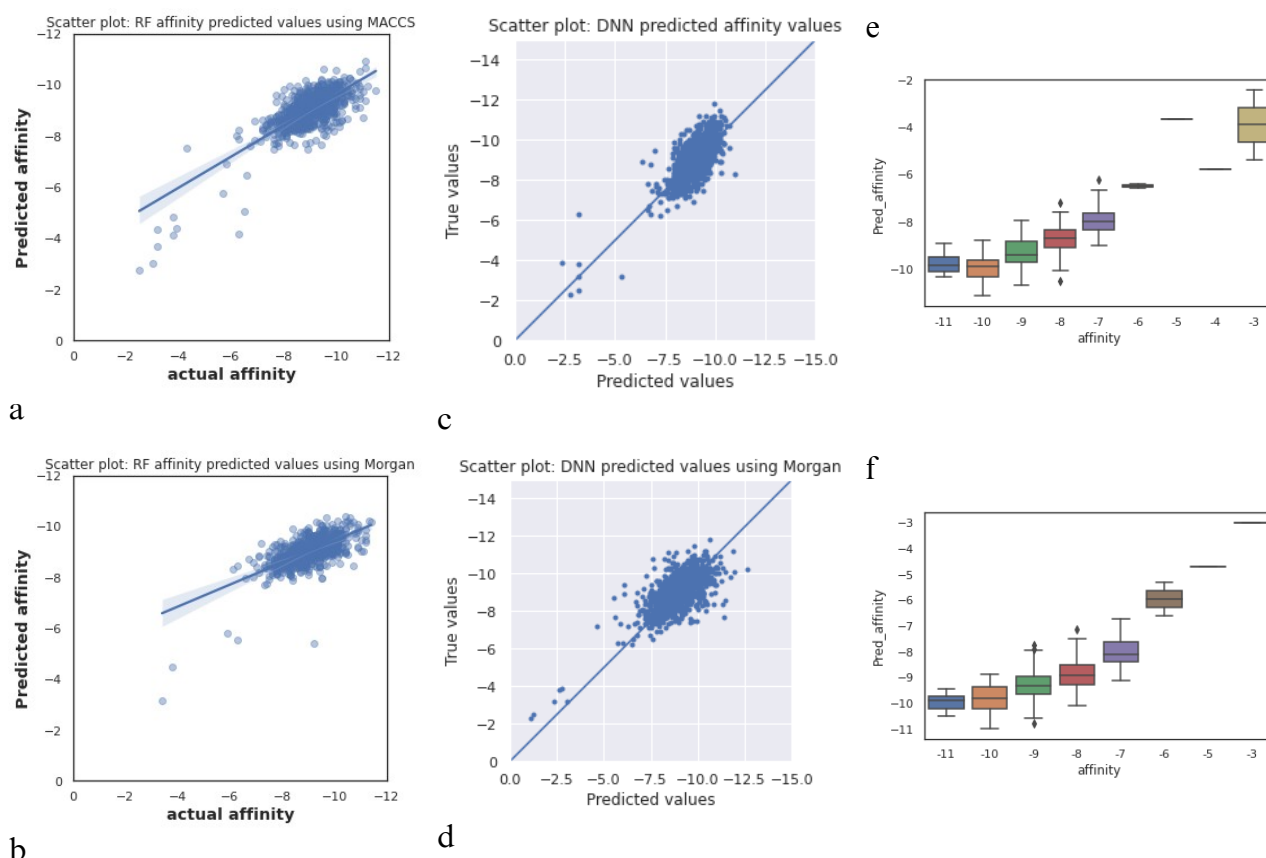 Scatter plot: RF affinity predicted values using MACCS
−12
−10
−8
−6
−4
−2
0
Predicted affinity
0 −2 −4 −6 −8 −10 −12
actual affinity
a
Scatter plot: DNN predicted affinity values
−14
−12
−10
−8
−6
−4
−2
0
True values
0.0 −2.5 −5.0 −7.5 −10.0 −12.5 −15.0
Predicted values
c
e
−2
−4
−6
−8
−10
Pred_affinity
-11 -10 -9 -8 -7 -6 -5 -4 -3
affinity
Scatter plot: RF affinity predicted values using Morgan
−12
−10
−8
−6
−4
−2
0
Predicted affinity
0 −2 −4 −6 −8 −10 −12
actual affinity
b
Scatter plot: DNN predicted values using Morgan
−14
−12
−10
−8
−6
−4
−2
0
True values
0.0 −2.5 −5.0 −7.5 −10.0 −12.5 −15.0
Predicted values
d
f
−3
−4
−5
−6
−7
−8
−9
−10
−11
Pred_affinity
-11 -10 -9 -8 -7 -6 -5 -3
affinity